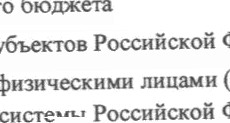 го бюджета
убъектов Российской Ф
физическими лицами (
системы Российской Ф